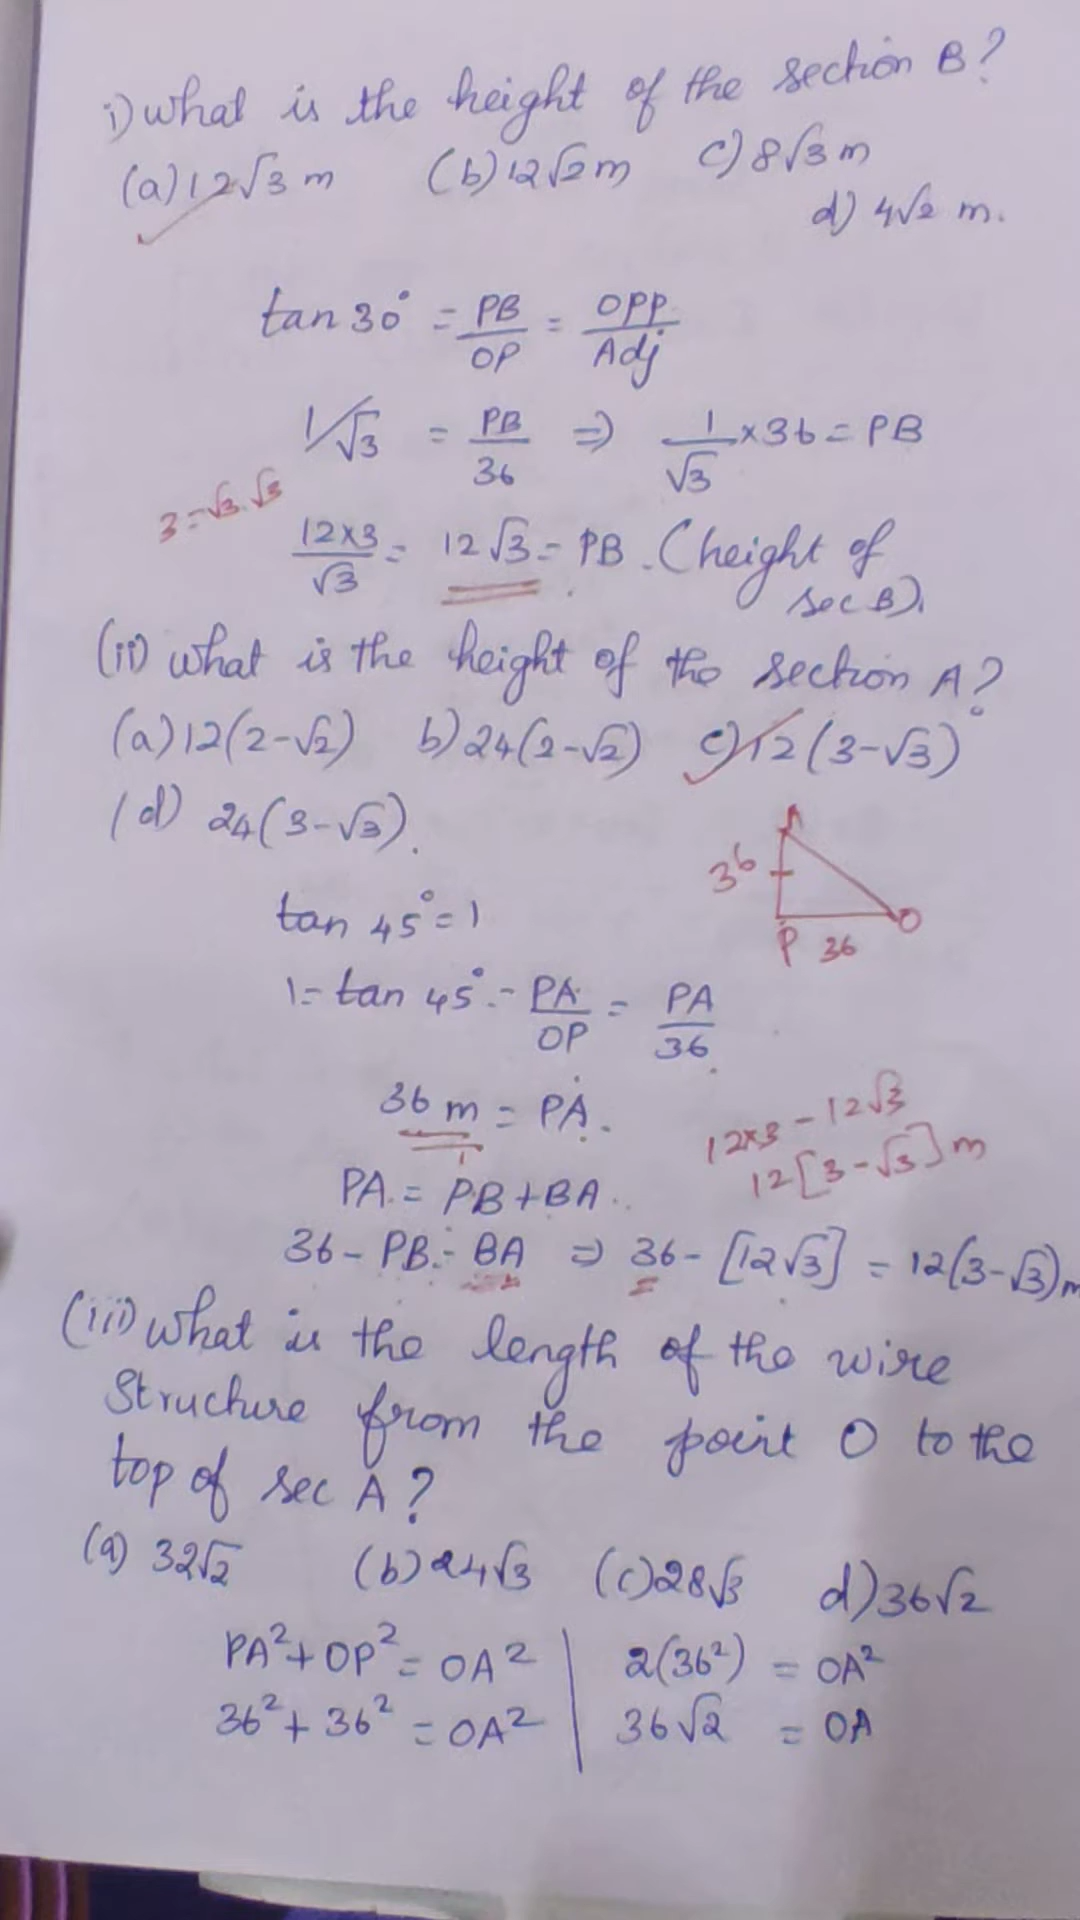 i) what is the height of the section B?
(a) 12√3 m (b) 12√2 m c) 8√3 m
d) 4√2 m.
tan 30° = PB/OP = OPP./Adj
1/√3 = PB/36 ⇒ 1/√3 × 36 = PB
3 = √3.√3
12×3/√3 = 12√3 = PB. (height of
sec B).
(ii) what is the height of the section A?
(a) 12(2-√2) b) 24(2-√2) c) 12(3-√3)
(d) 24(3-√3).
A
36
P 36 O
tan 45° = 1
1 = tan 45° = PA/OP = PA/36
36 m = PA.
12×3 - 12√3
12[3-√3] m
PA = PB + BA.
36 - PB = BA ⇒ 36 - [12√3] = 12(3-√3) m
(iii) what is the length of the wire
structure from the point O to the
top of sec A?
(a) 32√2 (b) 24√3 (c) 28√3 d) 36√2
PA² + OP² = OA² | 2(36²) = OA²
36² + 36² = OA² | 36√2 = OA